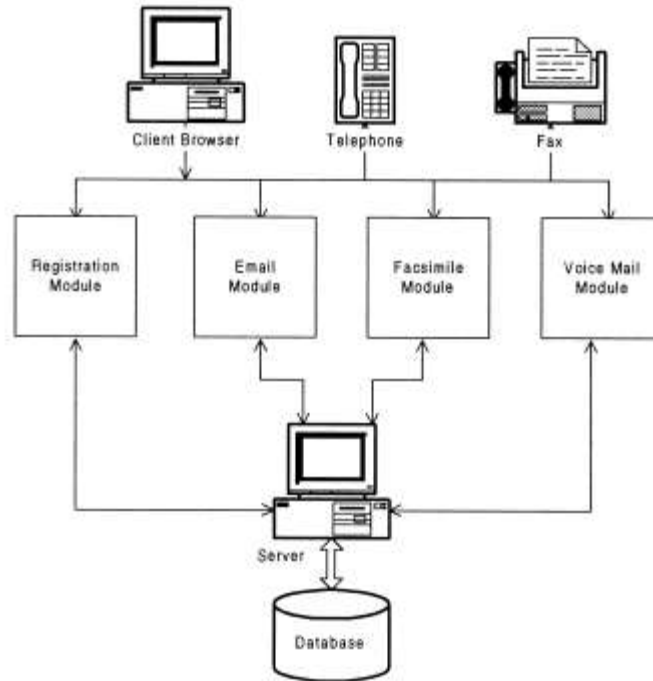 Client Browser
Telephone
Fax
Registration
Module
Email
Module
Facsimile
Module
Voice Mail
Module
Server
Database